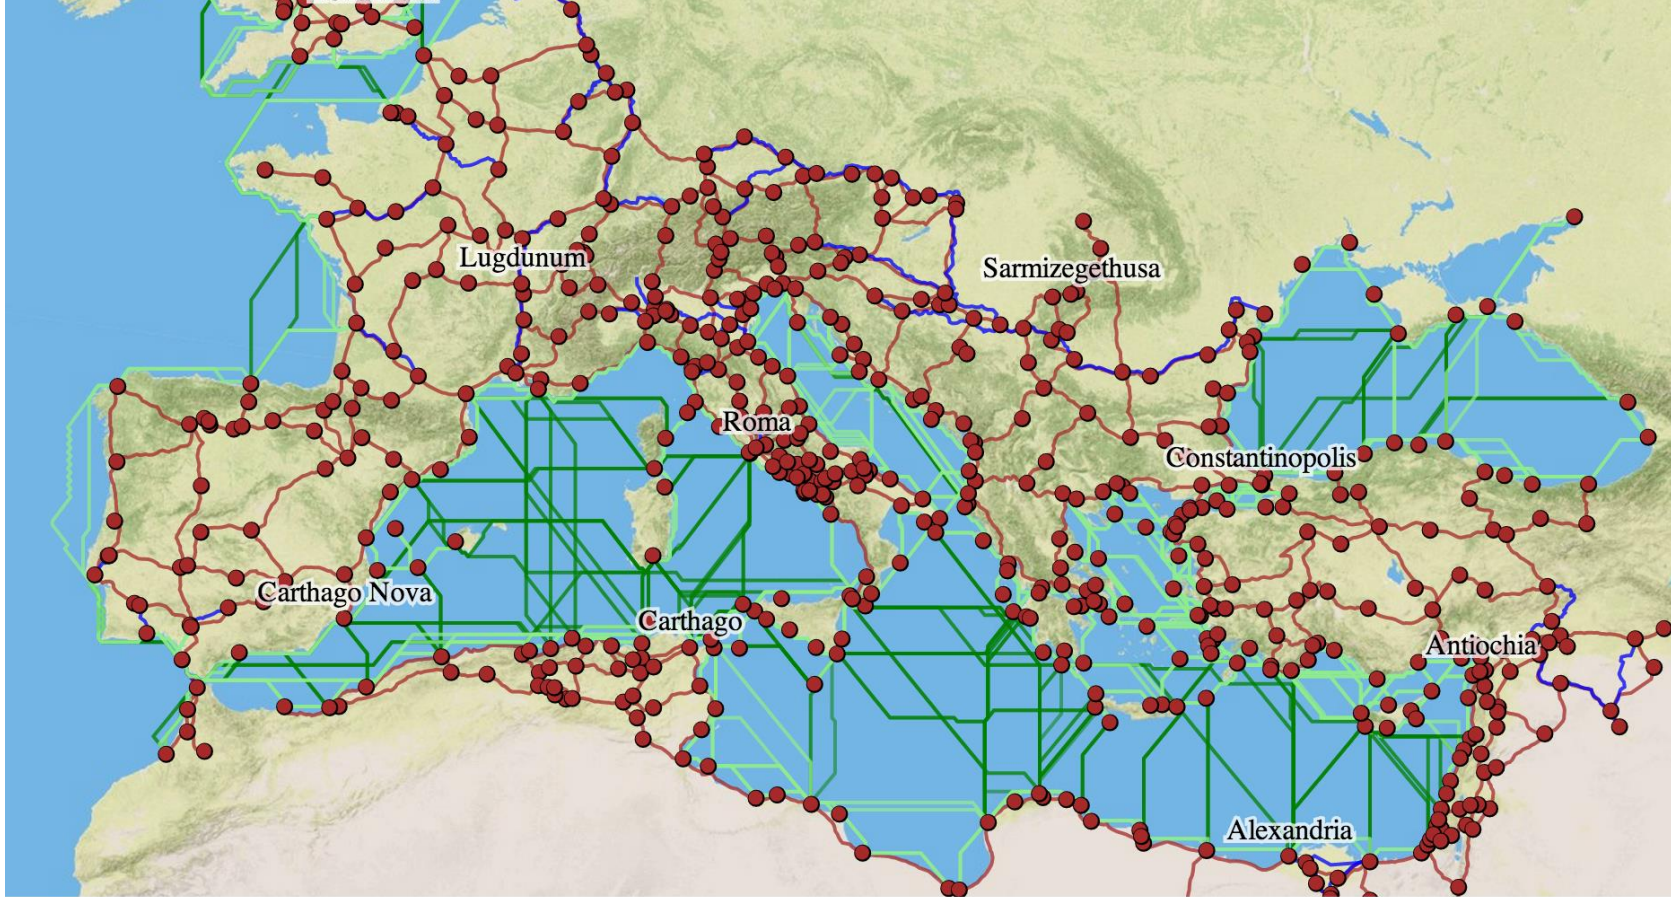 Lugdunum
Sarmizegethusa
Roma
Constantinopolis
Carthago Nova
Carthago
Antiochia
Alexandria